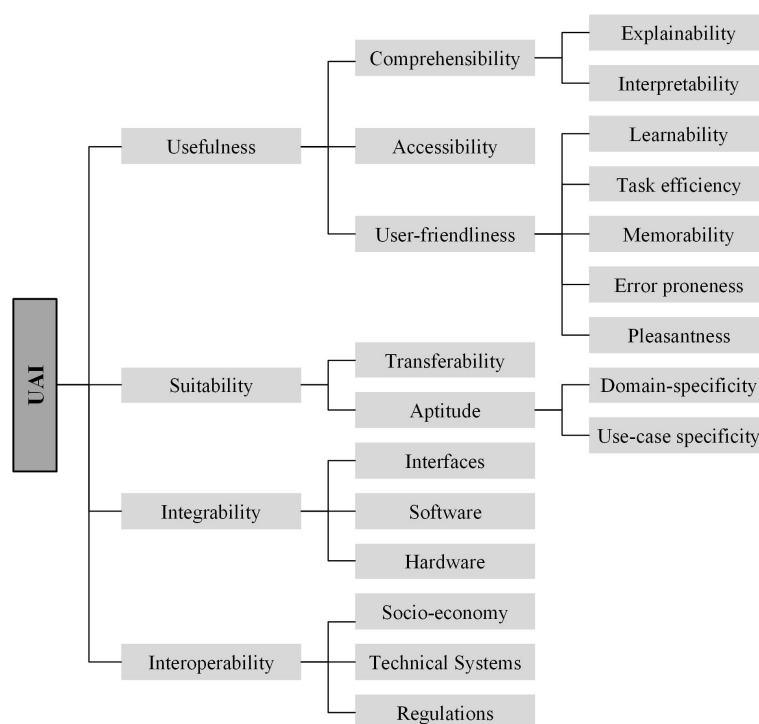 UAI
Usefulness
Comprehensibility
Explainability
Interpretability
Accessibility
User-friendliness
Learnability
Task efficiency
Memorability
Error proneness
Pleasantness
Suitability
Transferability
Aptitude
Domain-specificity
Use-case specificity
Integrability
Interfaces
Software
Hardware
Interoperability
Socio-economy
Technical Systems
Regulations